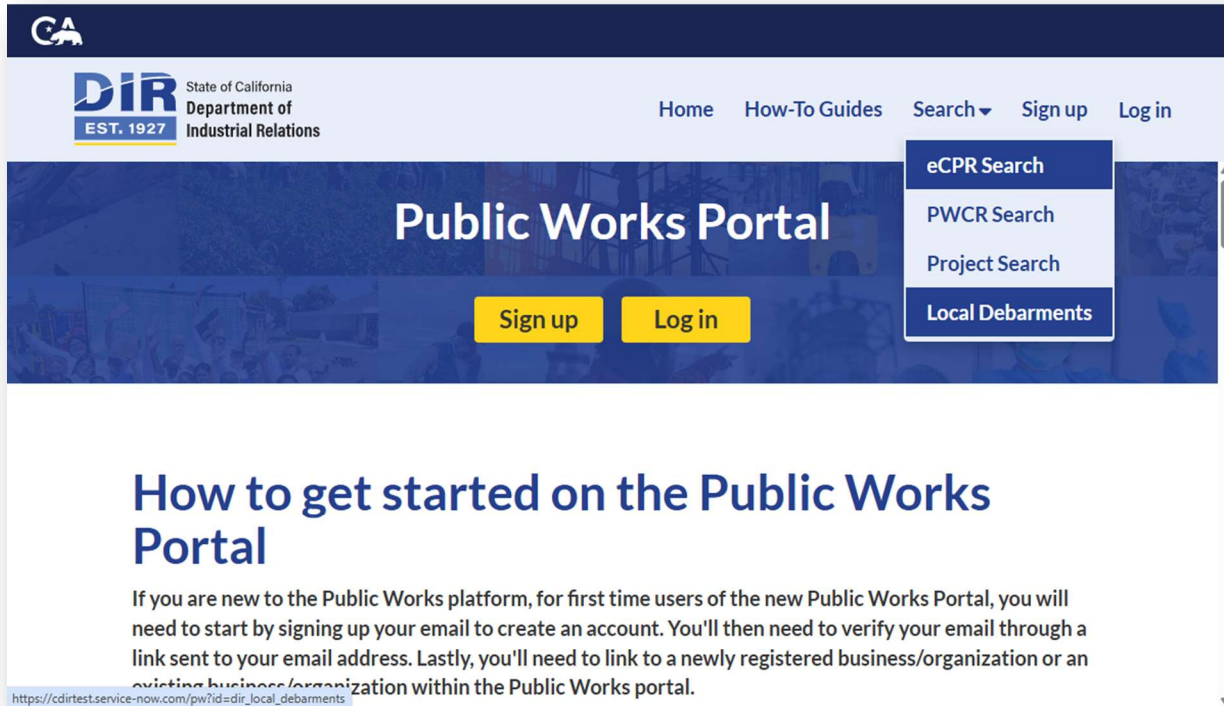 CA
DIR
EST. 1927
State of California
Department of
Industrial Relations
Home How-To Guides Search Sign up Log in
eCPR Search
PWCR Search
Project Search
Local Debarments
Public Works Portal
Sign up Log in
How to get started on the Public Works
Portal
If you are new to the Public Works platform, for first time users of the new Public Works Portal, you will
need to start by signing up your email to create an account. You'll then need to verify your email through a
link sent to your email address. Lastly, you'll need to link to a newly registered business/organization or an
existing business/organization within the Public Works portal.
https://cdirtest.service-now.com/pw?id=dir_local_debarments